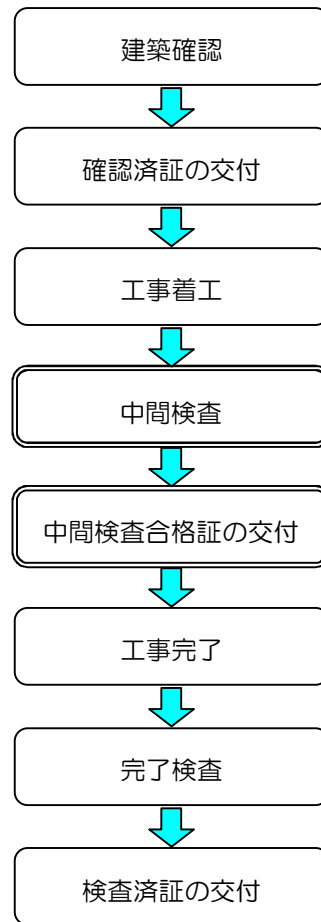 建築確認
確認済証の交付
工事着工
中間検査
中間検査合格証の交付
工事完了
完了検査
検査済証の交付